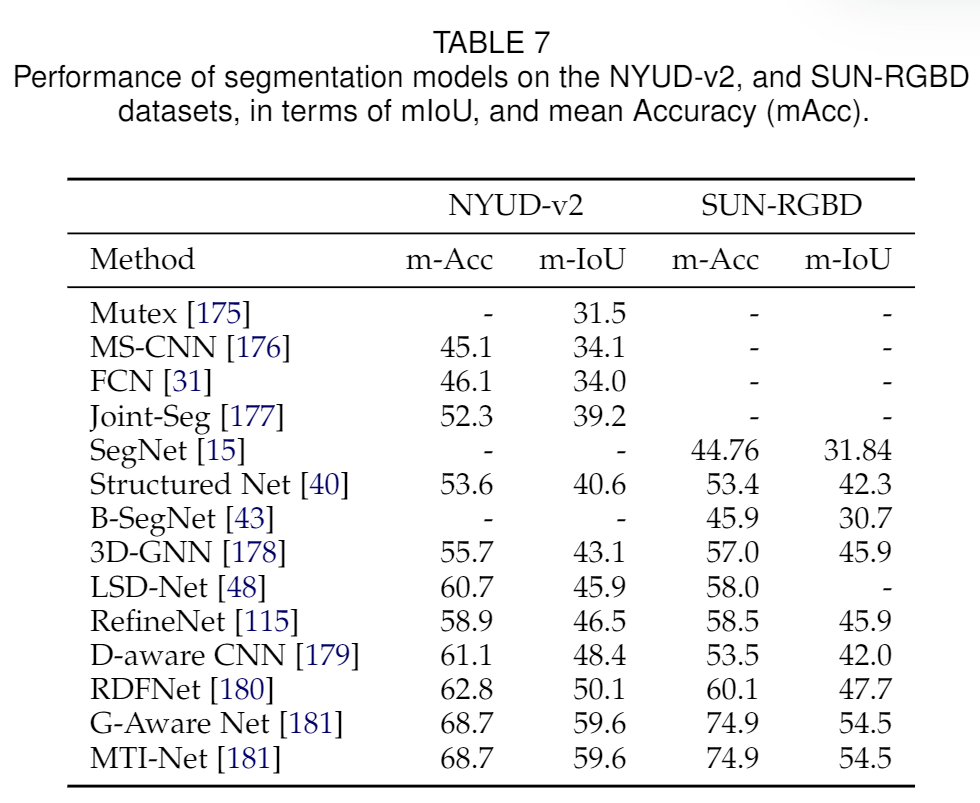 TABLE 7
Performance of segmentation models on the NYUD-v2, and SUN-RGBD
datasets, in terms of mIoU, and mean Accuracy (mAcc).
NYUD-v2 SUN-RGBD
Method m-Acc m-IoU m-Acc m-IoU
Mutex [175] - 31.5 - -
MS-CNN [176] 45.1 34.1 - -
FCN [31] 46.1 34.0 - -
Joint-Seg [177] 52.3 39.2 - -
SegNet [15] - - 44.76 31.84
Structured Net [40] 53.6 40.6 53.4 42.3
B-SegNet [43] - - 45.9 30.7
3D-GNN [178] 55.7 43.1 57.0 45.9
LSD-Net [48] 60.7 45.9 58.0 -
RefineNet [115] 58.9 46.5 58.5 45.9
D-aware CNN [179] 61.1 48.4 53.5 42.0
RDFNet [180] 62.8 50.1 60.1 47.7
G-Aware Net [181] 68.7 59.6 74.9 54.5
MTI-Net [181] 68.7 59.6 74.9 54.5